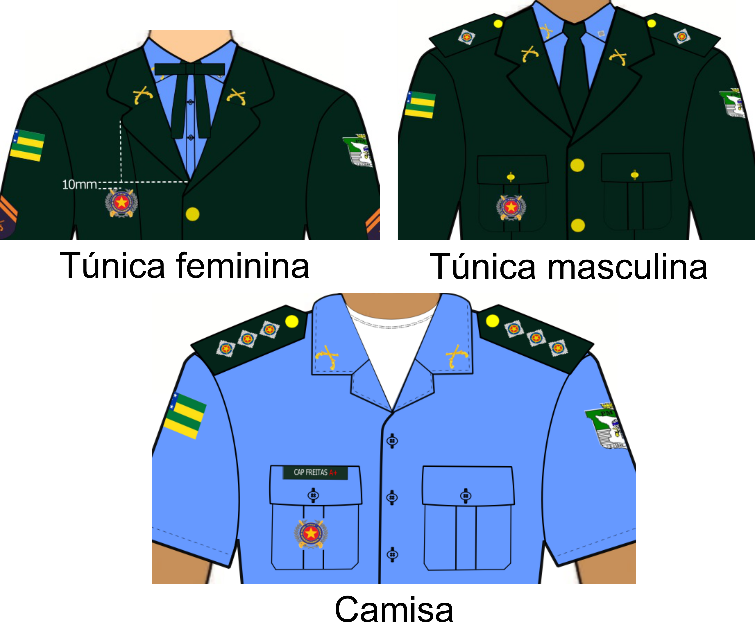 10mm
Túnica feminina
Túnica masculina
CAP FREITAS A+
Camisa